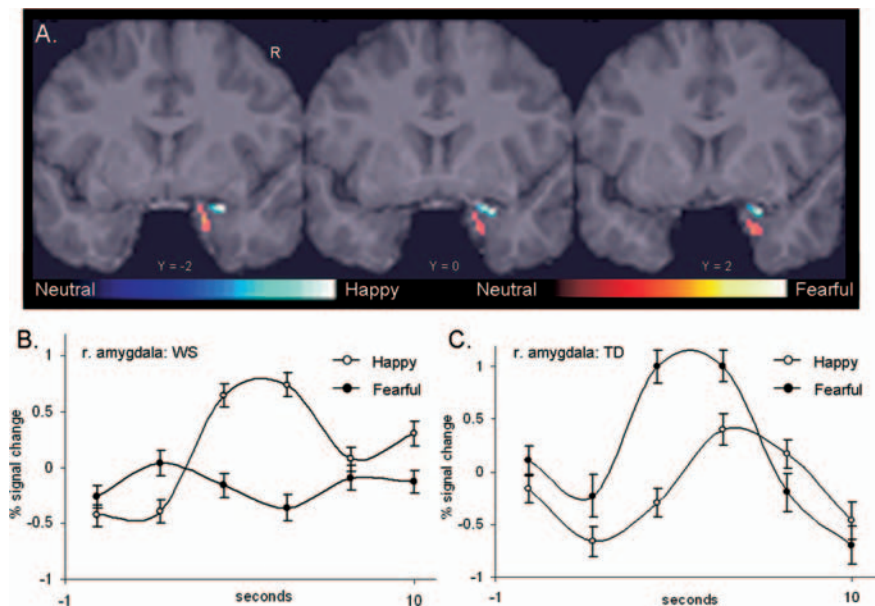 A.
R
Y = -2
Y = 0
Y = 2
Neutral
Happy
Neutral
Fearful
B.
r. amygdala: WS
Happy
Fearful
% signal change
1
0.5
0
-0.5
-1
-1
seconds
10
C.
r. amygdala: TD
Happy
Fearful
% signal change
1
0.5
0
-0.5
-1
-1
seconds
10